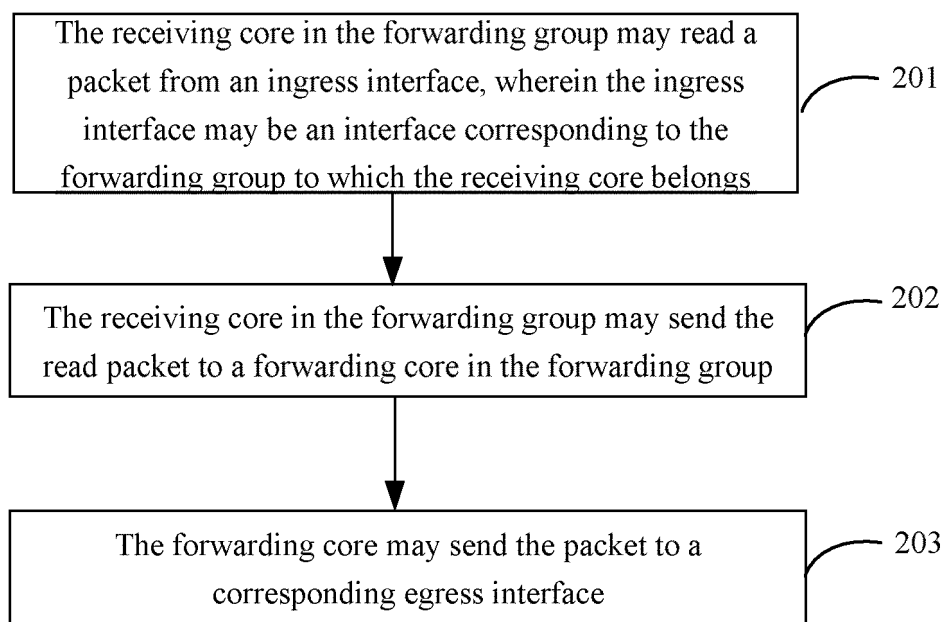 The receiving core in the forwarding group may read a
packet from an ingress interface, wherein the ingress
interface may be an interface corresponding to the
forwarding group to which the receiving core belongs
201
The receiving core in the forwarding group may send the
read packet to a forwarding core in the forwarding group
202
The forwarding core may send the packet to a
corresponding egress interface
203